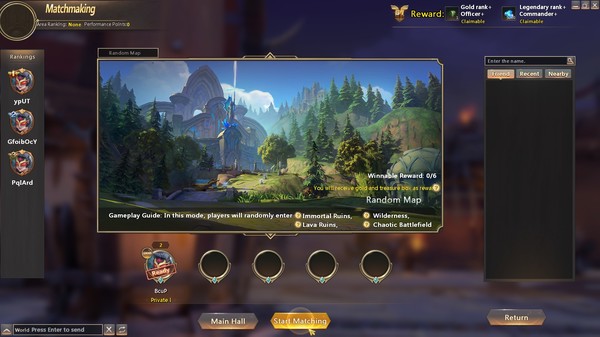 Matchmaking
Area Ranking: None Performance Points: 0
Reward:
Gold rank+
Officer+
Claimable
Legendary rank+
Commander+
Claimable
Rankings
ypUT
GfoibOcY
PqlArd
Random Map
Enter the name.
Friend Recent Nearby
Winnable Reward: 0/6
You will receive gold and treasure box as reward
Random Map
Gameplay Guide: In this mode, players will randomly enter Immortal Ruins, Wilderness,
Lava Ruins, Chaotic Battlefield
2
Ready
BcuP
Private I
Main Hall
Start Matching
Return
World Press Enter to send